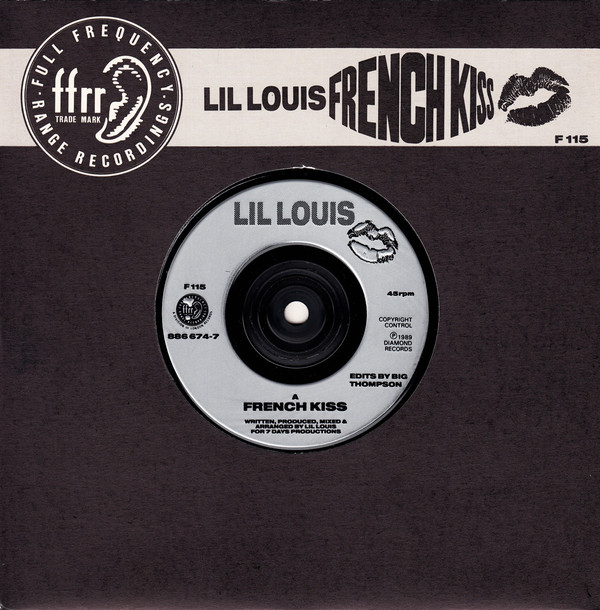 FULL FREQUENCY
RANGE RECORDINGS
ffrr
TRADE MARK
LIL LOUIS FRENCH KISS
F 115
LIL LOUIS
F 115
45rpm
ffrr
886 674-7
COPYRIGHT
CONTROL
Ⓟ 1989
DIAMOND
RECORDS
EDITS BY BIG
THOMPSON
A
FRENCH KISS
WRITTEN, PRODUCED, MIXED &
ARRANGED BY LIL LOUIS
FOR 7 DAYS PRODUCTIONS